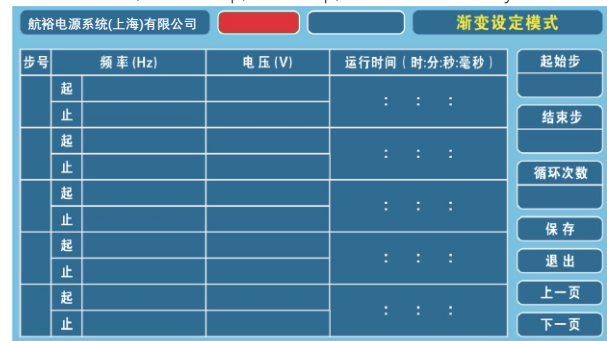 航裕电源系统(上海)有限公司 渐变设定模式
步号 频率(Hz) 电压(V) 运行时间(时:分:秒:毫秒) 起始步
起
: : :
止 结束步
起
: : :
止 循环次数
起
: : :
止 保存
起
: : : 退出
止
起 上一页
: : :
止 下一页